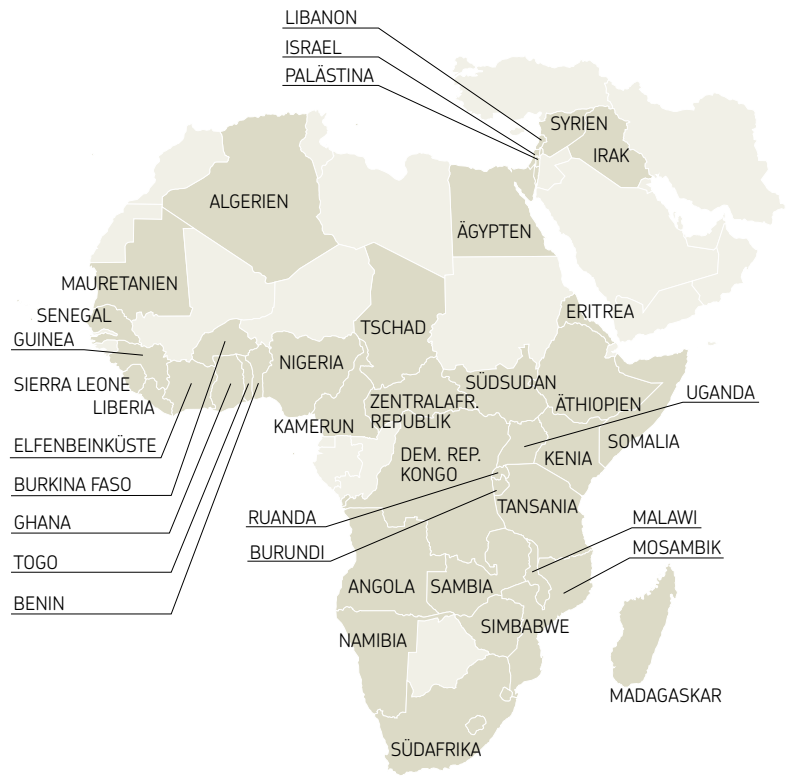 LIBANON
ISRAEL
PALÄSTINA
SYRIEN
IRAK
ALGERIEN
ÄGYPTEN
MAURETANIEN
SENEGAL
GUINEA
ERITREA
TSCHAD
NIGERIA
SIERRA LEONE
LIBERIA
SÜDSUDAN
ÄTHIOPIEN
UGANDA
ZENTRALAFR.
REPUBLIK
KAMERUN
ELFENBEINKÜSTE
SOMALIA
DEM. REP.
KONGO
KENIA
BURKINA FASO
TANSANIA
GHANA
RUANDA
MALAWI
BURUNDI
MOSAMBIK
TOGO
BENIN
ANGOLA
SAMBIA
SIMBABWE
NAMIBIA
MADAGASKAR
SÜDAFRIKA